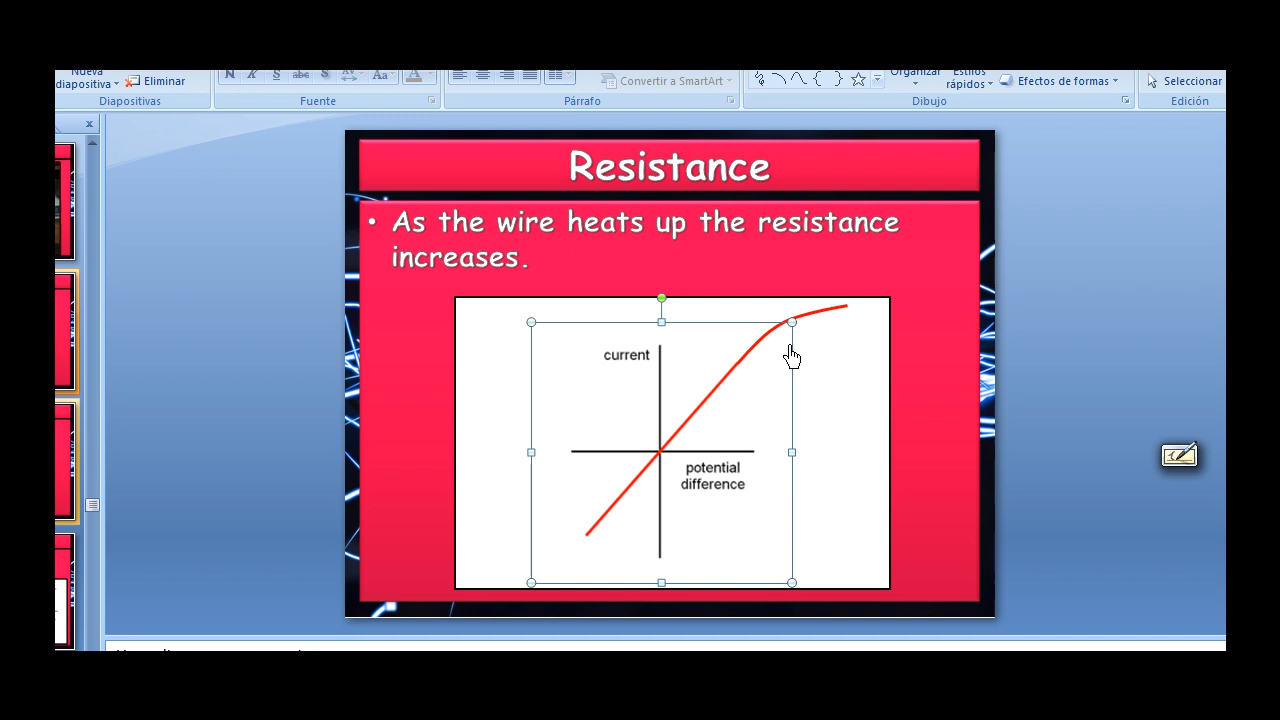 Nueva
diapositiva
Eliminar
Diapositivas
N K S abc S AV Aa A
Fuente
Convertir a SmartArt
Párrafo
Organizar
Estilos
rápidos
Efectos de formas
Dibujo
Seleccionar
Edición
Resistance
• As the wire heats up the resistance
increases.
current
potential
difference